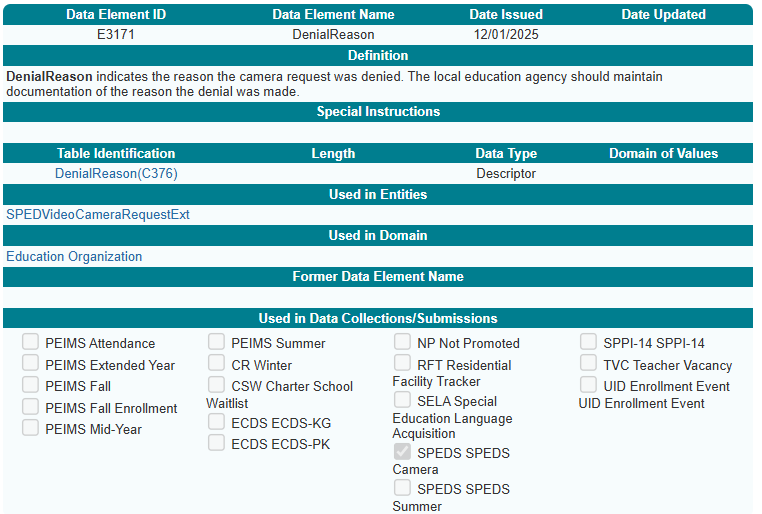 Data Element ID Data Element Name Date Issued Date Updated
E3171 DenialReason 12/01/2025
Definition
DenialReason indicates the reason the camera request was denied. The local education agency should maintain
documentation of the reason the denial was made.
Special Instructions
Table Identification Length Data Type Domain of Values
DenialReason(C376) Descriptor
Used in Entities
SPEDVideoCameraRequestExt
Used in Domain
Education Organization
Former Data Element Name
Used in Data Collections/Submissions
PEIMS Attendance
PEIMS Extended Year
PEIMS Fall
PEIMS Fall Enrollment
PEIMS Mid-Year
PEIMS Summer
CR Winter
CSW Charter School
Waitlist
ECDS ECDS-KG
ECDS ECDS-PK
NP Not Promoted
RFT Residential
Facility Tracker
SELA Special
Education Language
Acquisition
SPEDS SPEDS
Camera
SPEDS SPEDS
Summer
SPPI-14 SPPI-14
TVC Teacher Vacancy
UID Enrollment Event
UID Enrollment Event